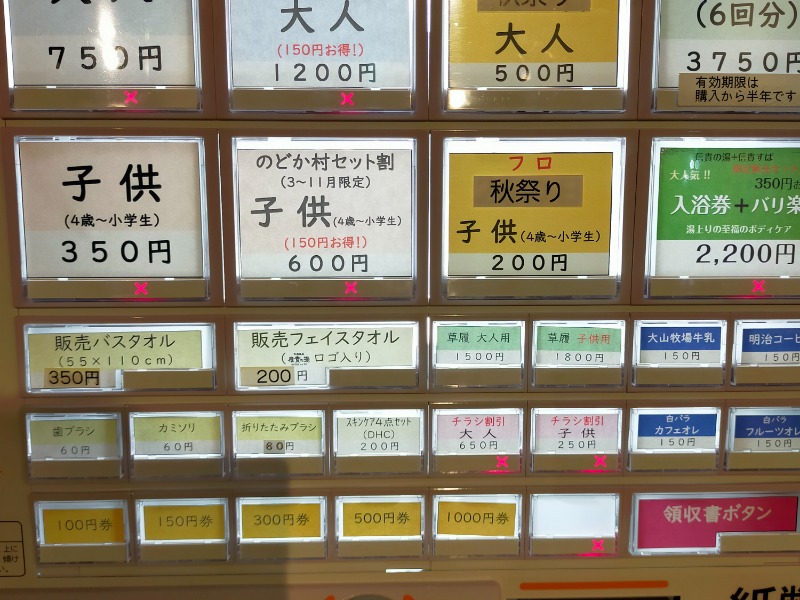 大人
750円
大人
(150円お得!)
1200円
秋祭り
大人
500円
(6回分)
3750円
有効期限は
購入から半年です
子供
(4歳～小学生)
350円
のどか村セット割
(3～11月限定)
子供(4歳～小学生)
(150円お得!)
600円
フロ
秋祭り
子供(4歳～小学生)
200円
信貴の湯+信貴すぱ
大人気!!
350円お
入浴券+バリ楽
湯上りの至福のボディケア
2,200円
販売バスタオル
(55×110cm)
350円
販売フェイスタオル
(ロゴ入り)
200円
草履 大人用
1500円
草履 子供用
1800円
大山牧場牛乳
150円
明治コーヒ
150円
歯ブラシ
60円
カミソリ
60円
折りたたみブラシ
80円
スキンケア4点セット
(DHC)
200円
チラシ割引
大人
650円
チラシ割引
子供
250円
白バラ
カフェオレ
150円
白バラ
フルーツオレ
150円
100円券
150円券
300円券
500円券
1000円券
領収書ボタン
上に
傾け